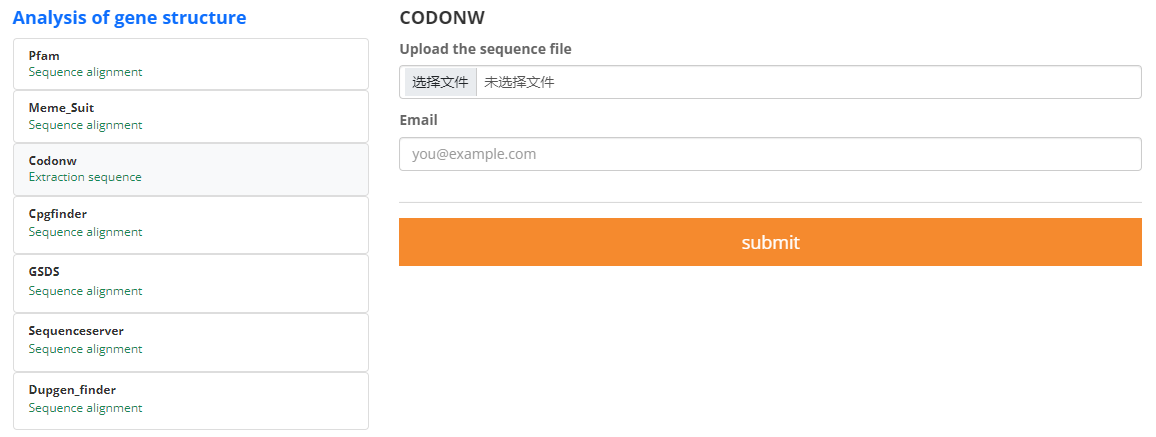 Analysis of gene structure
Pfam
Sequence alignment
Meme_Suit
Sequence alignment
Codonw
Extraction sequence
Cpgfinder
Sequence alignment
GSDS
Sequence alignment
Sequenceserver
Sequence alignment
Dupgen_finder
Sequence alignment
CODONW
Upload the sequence file
选择文件 未选择文件
Email
you@example.com
submit